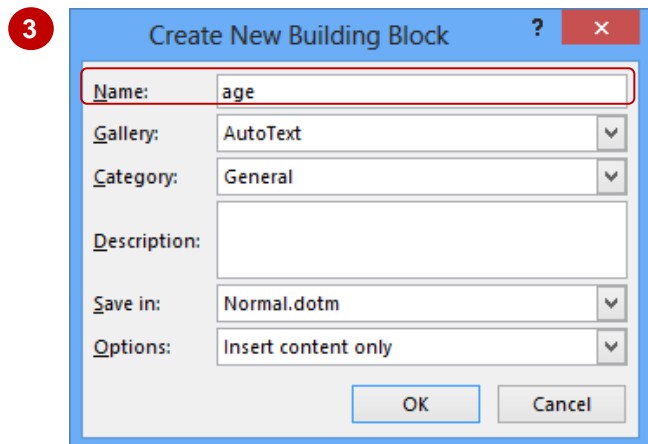 3
Create New Building Block ? ×
Name: age
Gallery: AutoText
Category: General
Description:
Save in: Normal.dotm
Options: Insert content only
OK Cancel